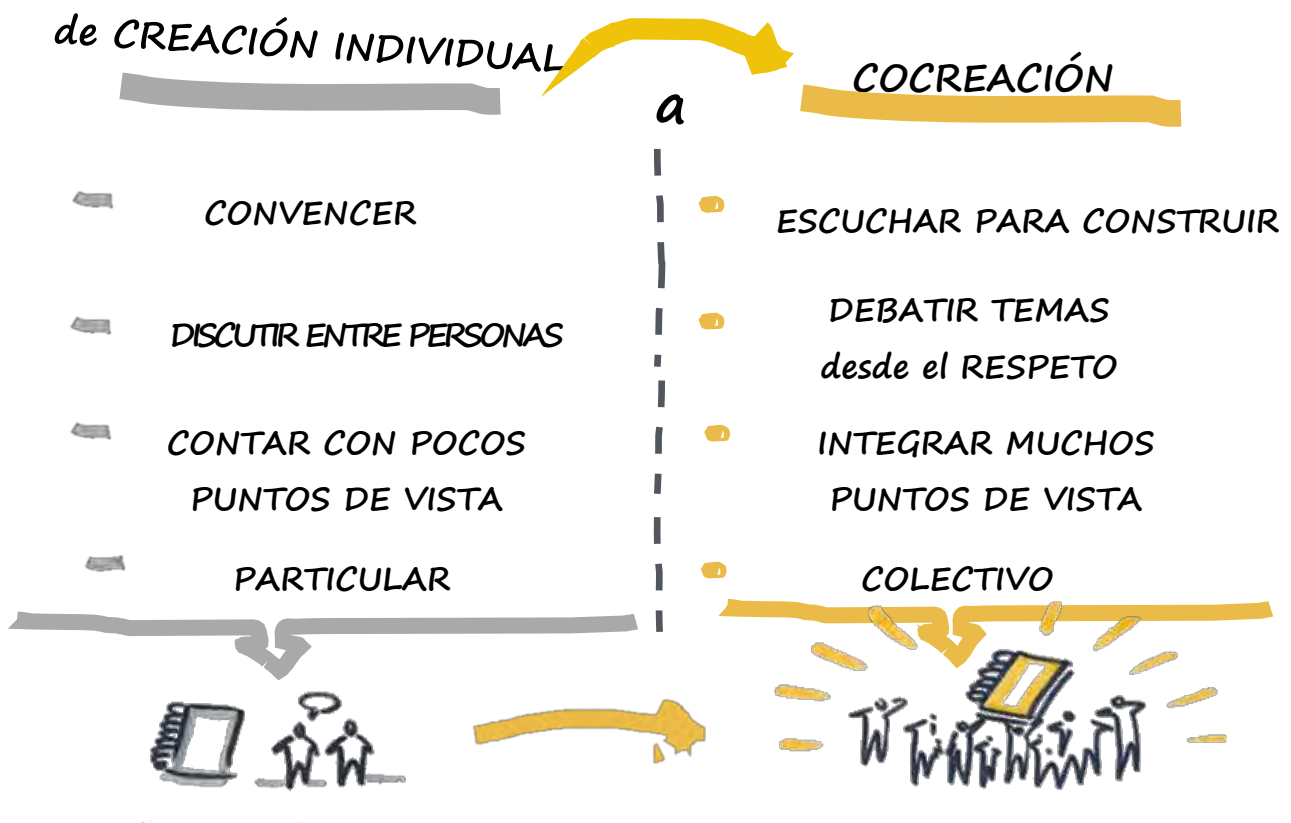 de CREACIÓN INDIVIDUAL
a
COCREACIÓN
CONVENCER
ESCUCHAR PARA CONSTRUIR
DISCUTIR ENTRE PERSONAS
DEBATIR TEMAS
desde el RESPETO
CONTAR CON POCOS
PUNTOS DE VISTA
INTEGRAR MUCHOS
PUNTOS DE VISTA
PARTICULAR
COLECTIVO